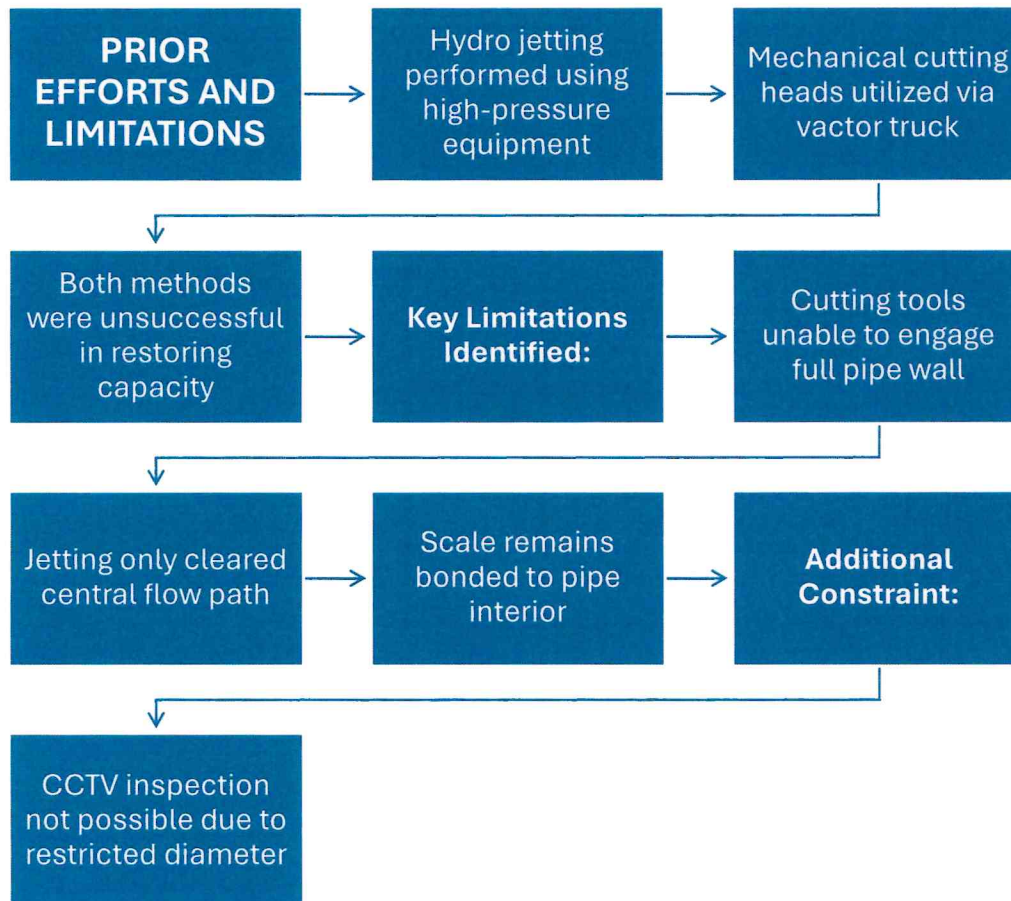 PRIOR
EFFORTS AND
LIMITATIONS
Hydro jetting
performed using
high-pressure
equipment
Mechanical cutting
heads utilized via
vactor truck
Both methods
were unsuccessful
in restoring
capacity
Key Limitations
Identified:
Cutting tools
unable to engage
full pipe wall
Jetting only cleared
central flow path
Scale remains
bonded to pipe
interior
Additional
Constraint:
CCTV inspection
not possible due to
restricted diameter